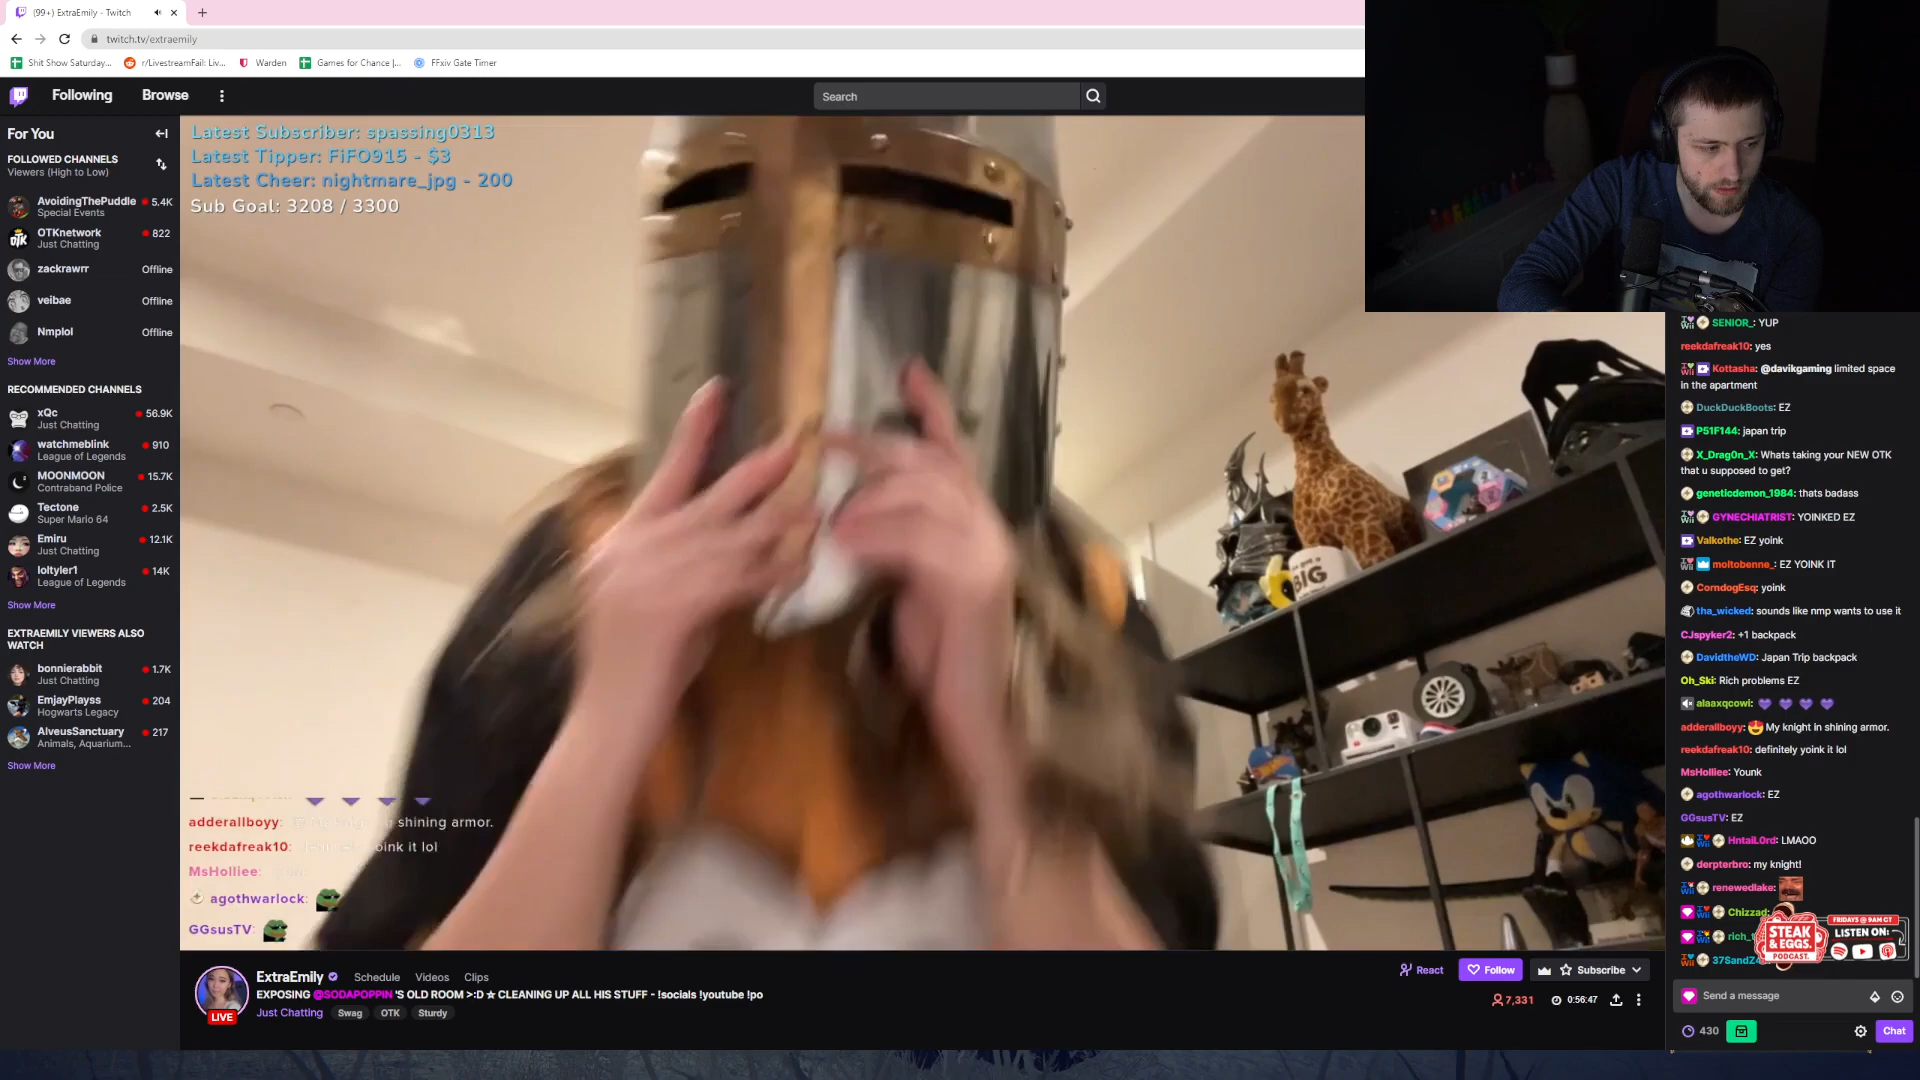 (99+) ExtraEmily - Twitch
twitch.tv/extraemily
Shit Show Saturday...
r/LivestreamFail: Liv...
Warden
Games for Chance |...
FFxiv Gate Timer
Following
Browse
Search
For You
FOLLOWED CHANNELS
Viewers (High to Low)
AvoidingThePuddle 5.4K
Special Events
OTKnetwork 822
Just Chatting
zackrawrr Offline
veibae Offline
Nmplol Offline
Show More
RECOMMENDED CHANNELS
xQc 56.9K
Just Chatting
watchmeblink 910
League of Legends
MOONMOON 15.7K
Contraband Police
Tectone 2.5K
Super Mario 64
Emiru 12.1K
Just Chatting
loltyler1 14K
League of Legends
Show More
EXTRAEMILY VIEWERS ALSO
WATCH
bonnierabbit 1.7K
Just Chatting
EmjayPlayss 204
Hogwarts Legacy
AlveusSanctuary 217
Animals, Aquarium...
Show More
Latest Subscriber: spassing0313
Latest Tipper: FiFO915 - $3
Latest Cheer: nightmare_jpg - 200
Sub Goal: 3208 / 3300
BIG
adderallboyy: shining armor.
reekdafreak10: oink it lol
MsHolliee:
agothwarlock:
GGsusTV:
ExtraEmily
Schedule
Videos
Clips
EXPOSING @SODAPOPPIN 'S OLD ROOM >:D ★ CLEANING UP ALL HIS STUFF - !socials !youtube !po
Just Chatting
Swag
OTK
Sturdy
LIVE
React
Follow
Subscribe
7,331
0:56:47
SENIOR_: YUP
reekdafreak10: yes
Kottasha: @davikgaming limited space
in the apartment
DuckDuckBoots: EZ
P51F144: japan trip
X_Drag0n_X: Whats taking your NEW OTK
that u supposed to get?
geneticdemon_1984: thats badass
GYNECHIATRIST: YOINKED EZ
Valkothe: EZ yoink
moltobenne_: EZ YOINK IT
CorndogEsq: yoink
tha_wicked: sounds like nmp wants to use it
CJspyker2: +1 backpack
DavidtheWD: Japan Trip backpack
Oh_Ski: Rich problems EZ
alaaxqcowl:
adderallboyy: My knight in shining armor.
reekdafreak10: definitely yoink it lol
MsHolliee: Younk
agothwarlock: EZ
GGsusTV: EZ
HntaiL0rd: LMAOO
derpterbro: my knight!
renewedlake:
Chizzad:
STEAK
& EGGS.
PODCAST.
FRIDAYS @ 9AM CT
LISTEN ON:
Send a message
430
Chat